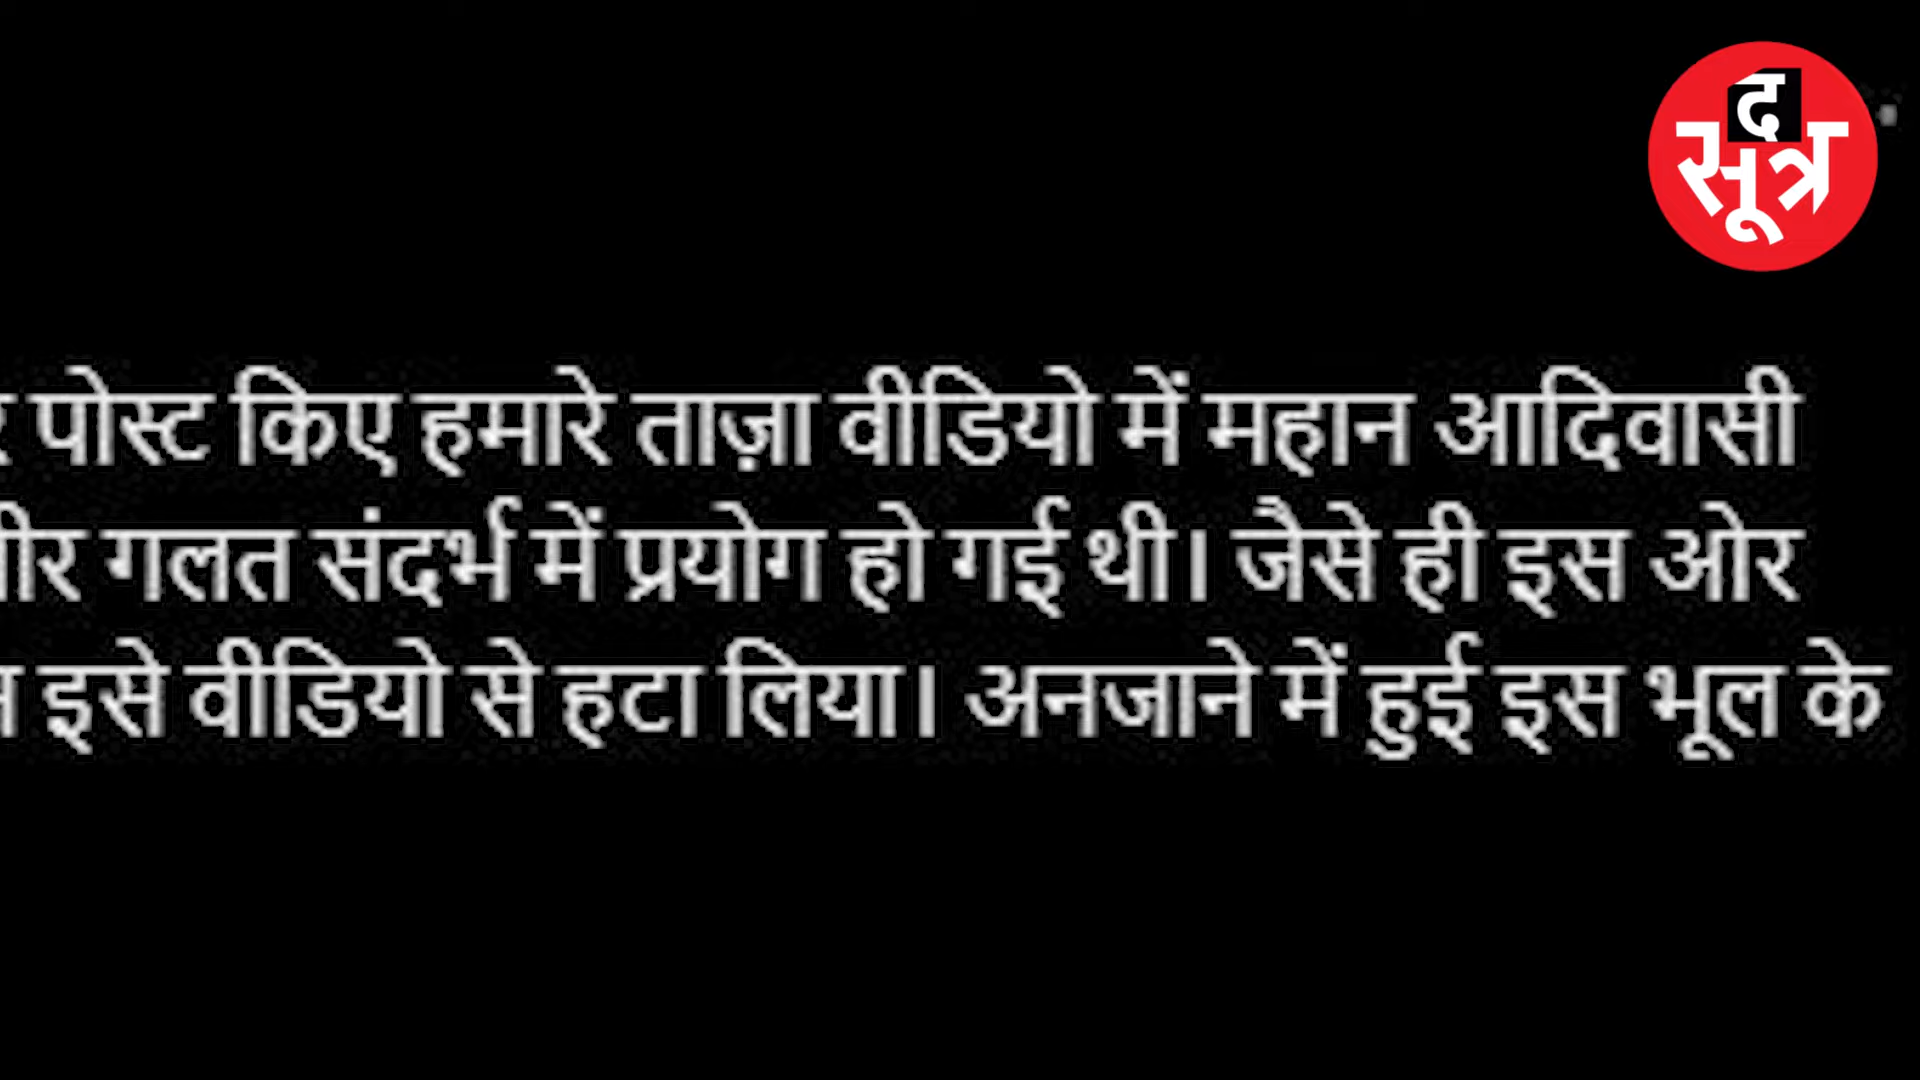 द
सूत्र
पोस्ट किए हमारे ताज़ा वीडियो में महान आदिवासी
गलत संदर्भ में प्रयोग हो गई थी। जैसे ही इस ओर
इसे वीडियो से हटा लिया। अनजाने में हुई इस भूल के